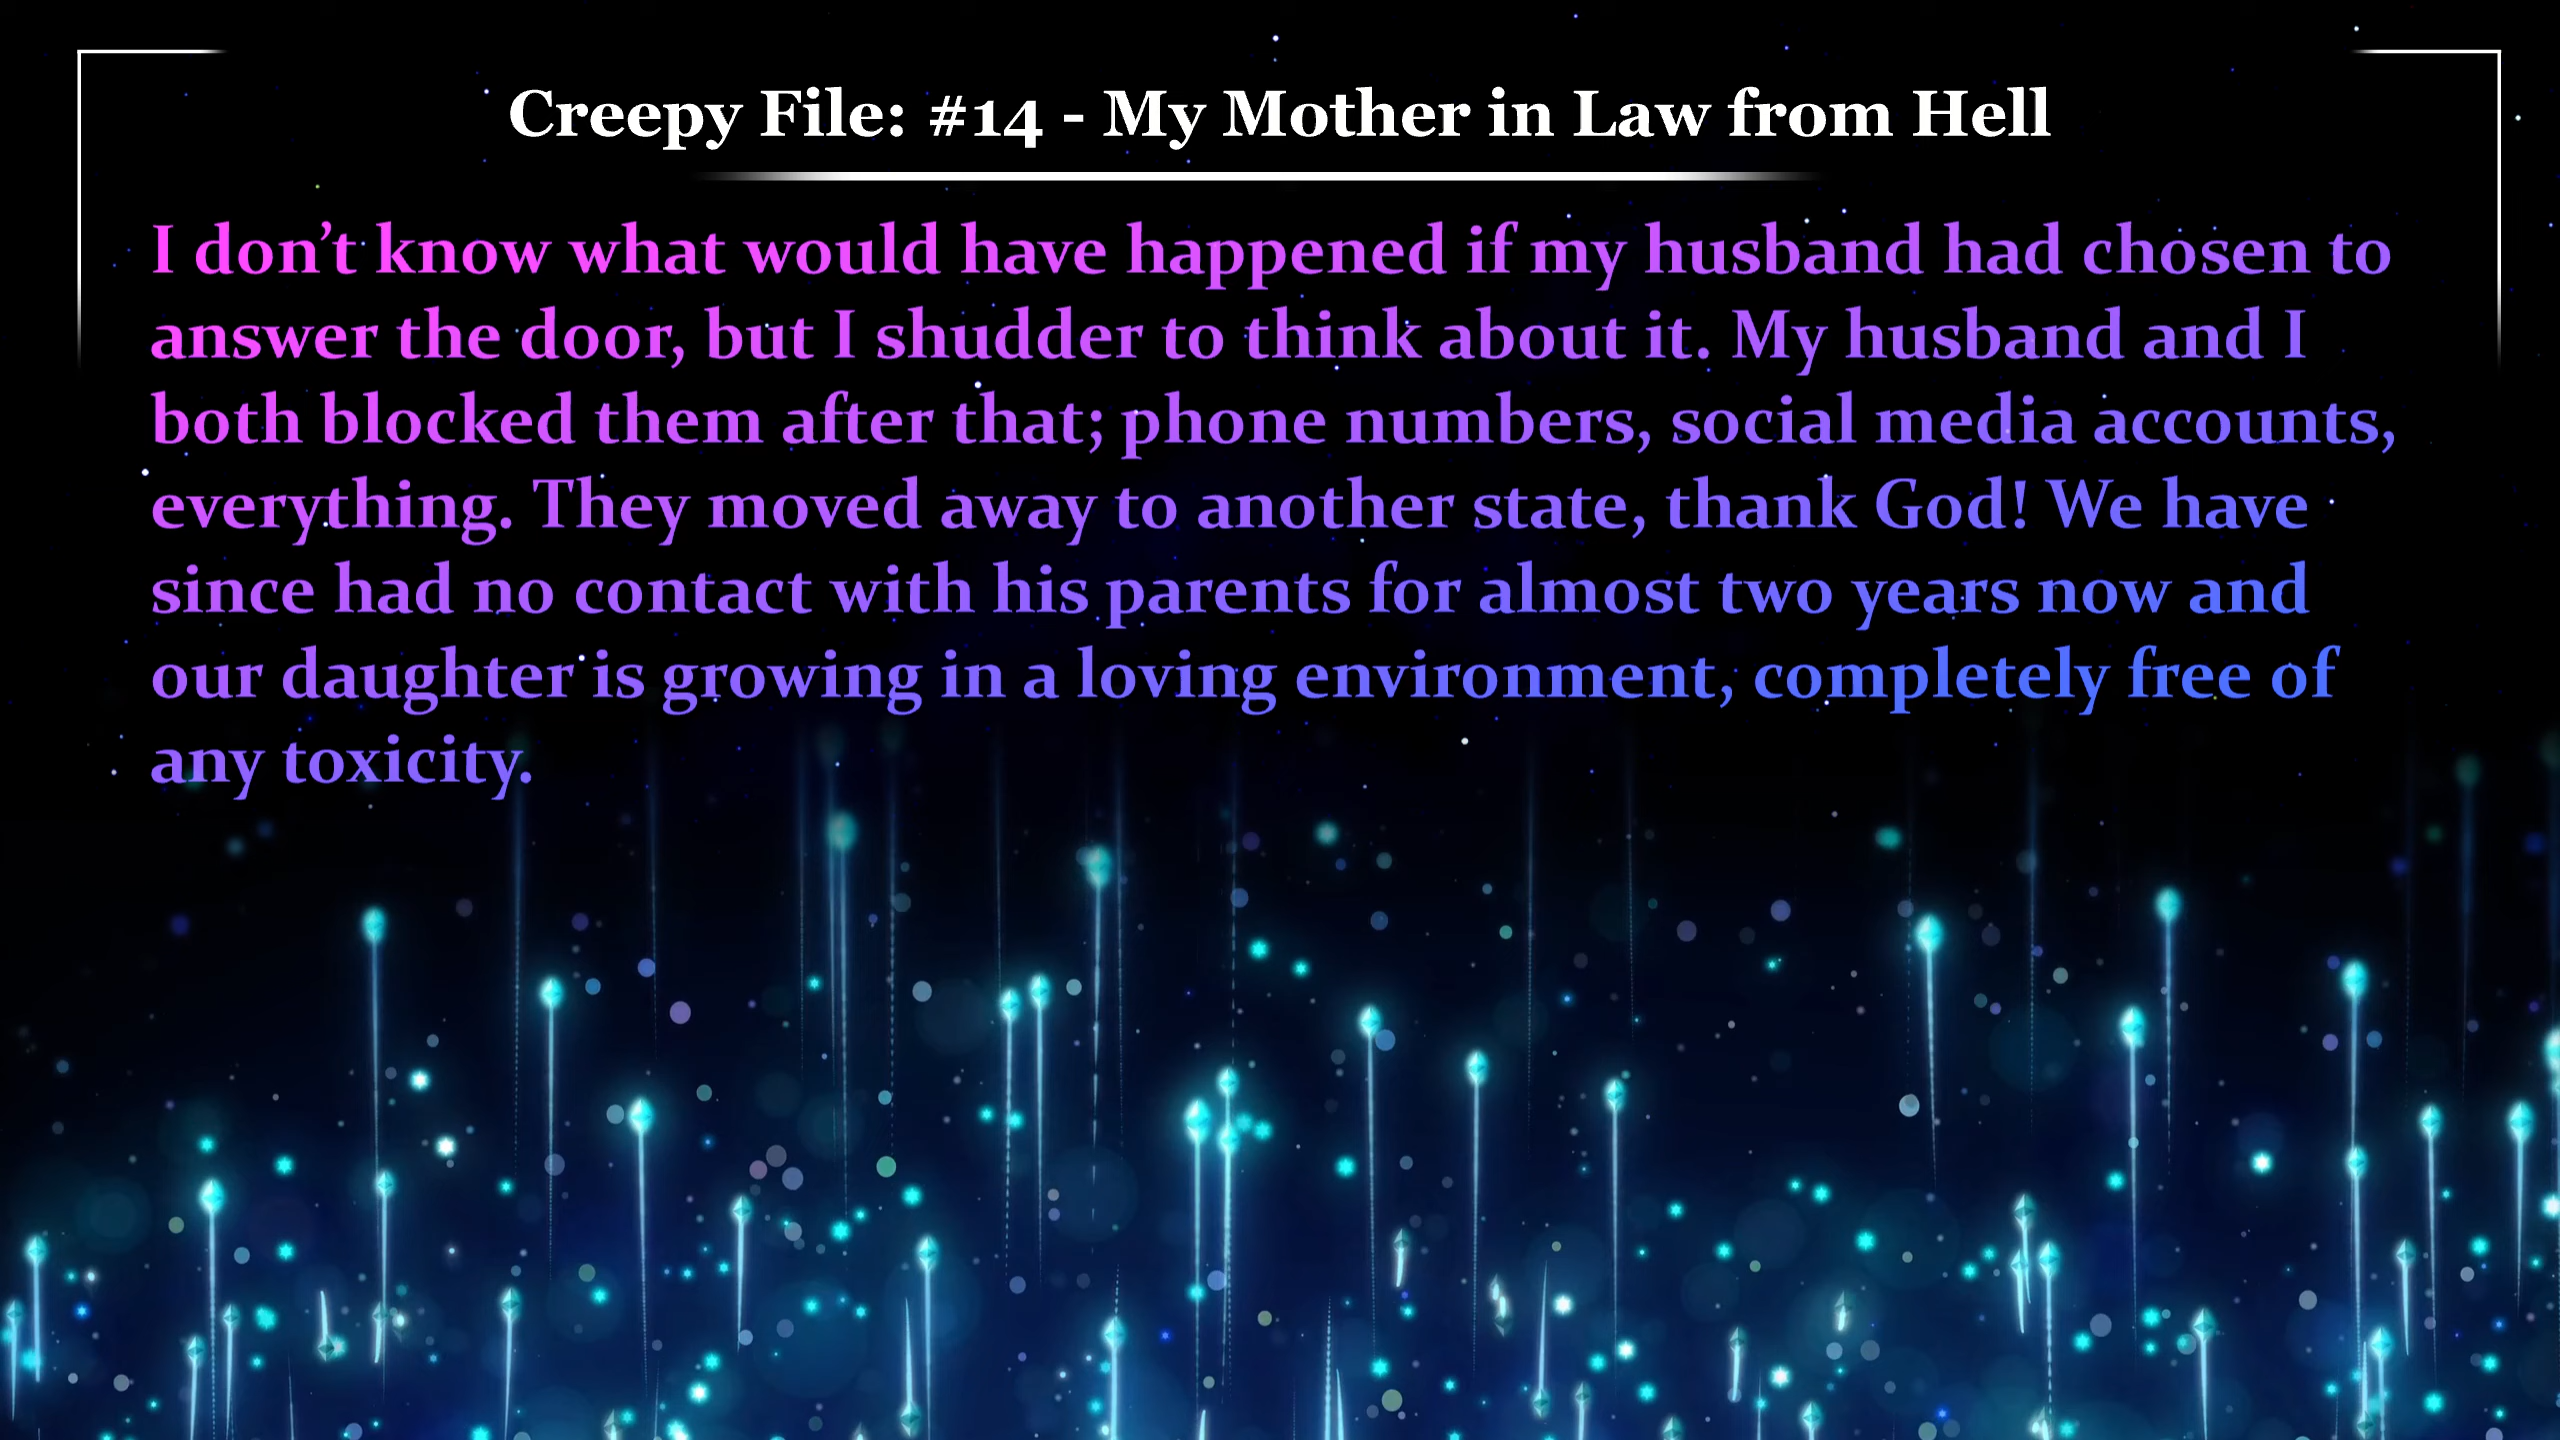 Creepy File: #14 - My Mother in Law from Hell
I don’t know what would have happened if my husband had chosen to
answer the door, but I shudder to think about it. My husband and I
both blocked them after that; phone numbers, social media accounts,
everything. They moved away to another state, thank God! We have
since had no contact with his parents for almost two years now and
our daughter is growing in a loving environment, completely free of
any toxicity.